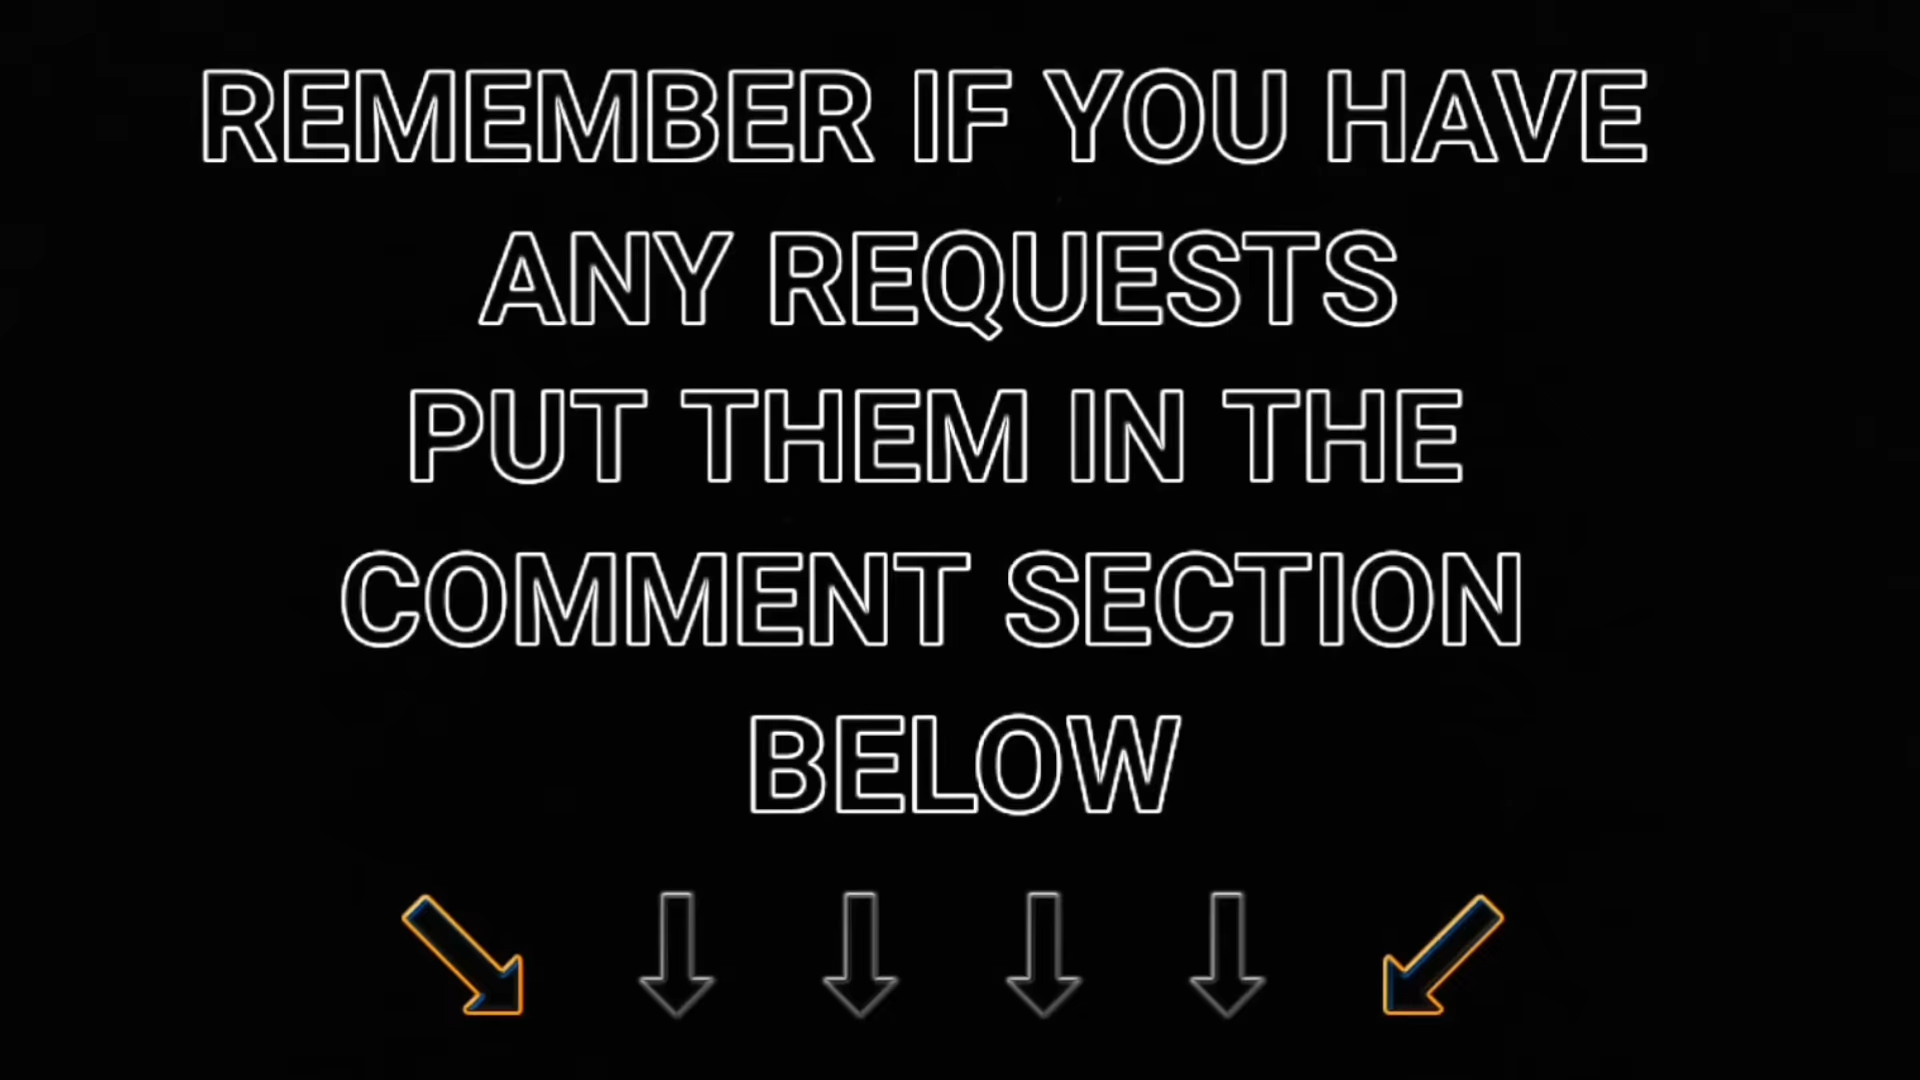 REMEMBER IF YOU HAVE
ANY REQUESTS
PUT THEM IN THE
COMMENT SECTION
BELOW